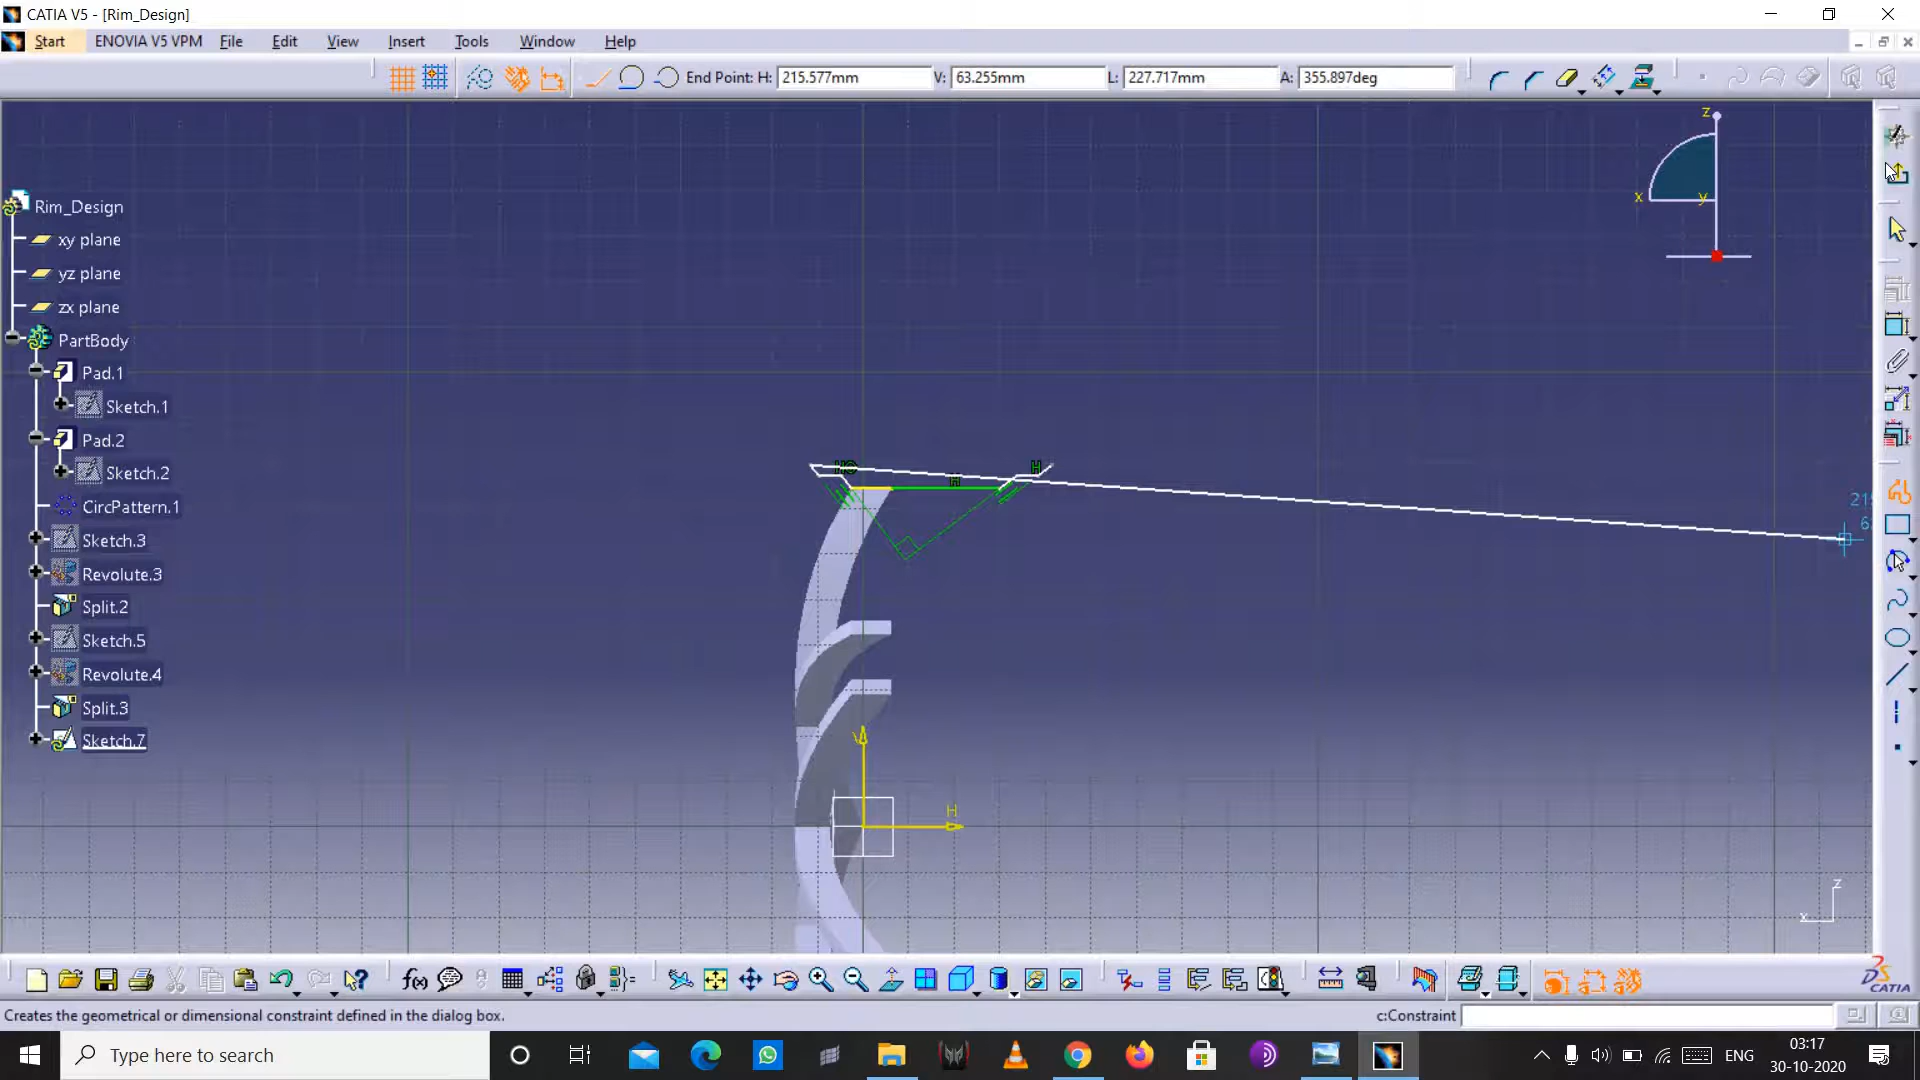 CATIA V5 - [Rim_Design]
Start ENOVIA V5 VPM File Edit View Insert Tools Window Help
End Point: H: 215.577mm V: 63.255mm L: 227.717mm A: 355.897deg
z
x y
Rim_Design
xy plane
yz plane
zx plane
PartBody
Pad.1
Sketch.1
Pad.2
Sketch.2
CircPattern.1
Sketch.3
Revolute.3
Split.2
Sketch.5
Revolute.4
Split.3
Sketch.7
H
H
V
H
z
x
f(x)
CATIA
Creates the geometrical or dimensional constraint defined in the dialog box.
c:Constraint
Type here to search
ENG
03:17
30-10-2020